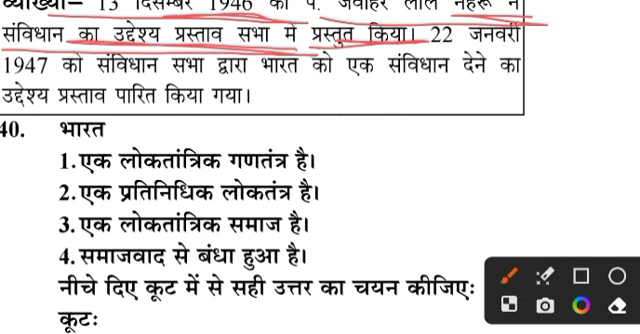 व्याख्या– 13 दिसम्बर 1946 को पं. जवाहर लाल नेहरू ने
संविधान का उद्देश्य प्रस्ताव सभा में प्रस्तुत किया। 22 जनवरी
1947 को संविधान सभा द्वारा भारत को एक संविधान देने का
उद्देश्य प्रस्ताव पारित किया गया।
40. भारत
1. एक लोकतांत्रिक गणतंत्र है।
2. एक प्रतिनिधिक लोकतंत्र है।
3. एक लोकतांत्रिक समाज है।
4. समाजवाद से बंधा हुआ है।
नीचे दिए कूट में से सही उत्तर का चयन कीजिए:
कूट: